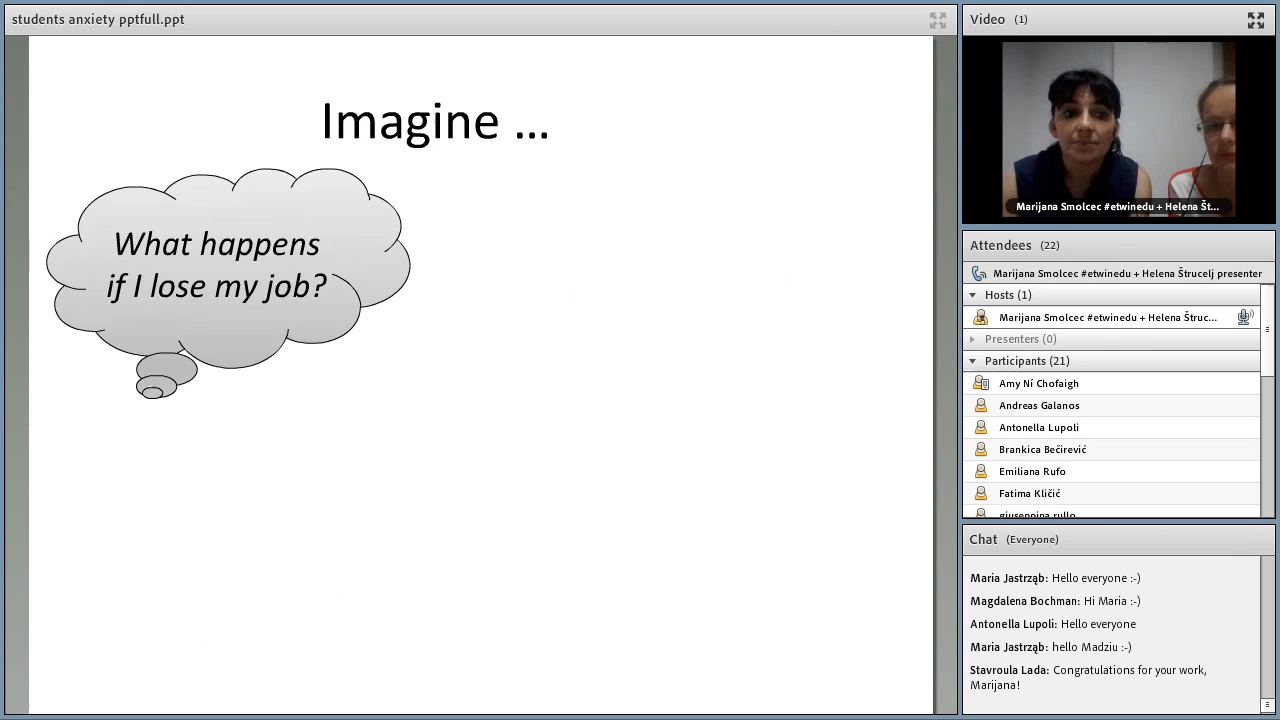 students anxiety pptfull.ppt
Imagine ...
What happens
if I lose my job?
Video (1)
Marijana Smolcec #etwinedu + Helena Št...
Attendees (22)
Marijana Smolcec #etwinedu + Helena Štrucelj presenter
Hosts (1)
Marijana Smolcec #etwinedu + Helena Štruc...
Presenters (0)
Participants (21)
Amy Ní Chofaigh
Andreas Galanos
Antonella Lupoli
Brankica Bečirević
Emiliana Rufo
Fatima Kličić
giuseppina rullo
Chat (Everyone)
Maria Jastrząb: Hello everyone :-)
Magdalena Bochman: Hi Maria :-)
Antonella Lupoli: Hello everyone
Maria Jastrząb: hello Madziu :-)
Stavroula Lada: Congratulations for your work,
Marijana!